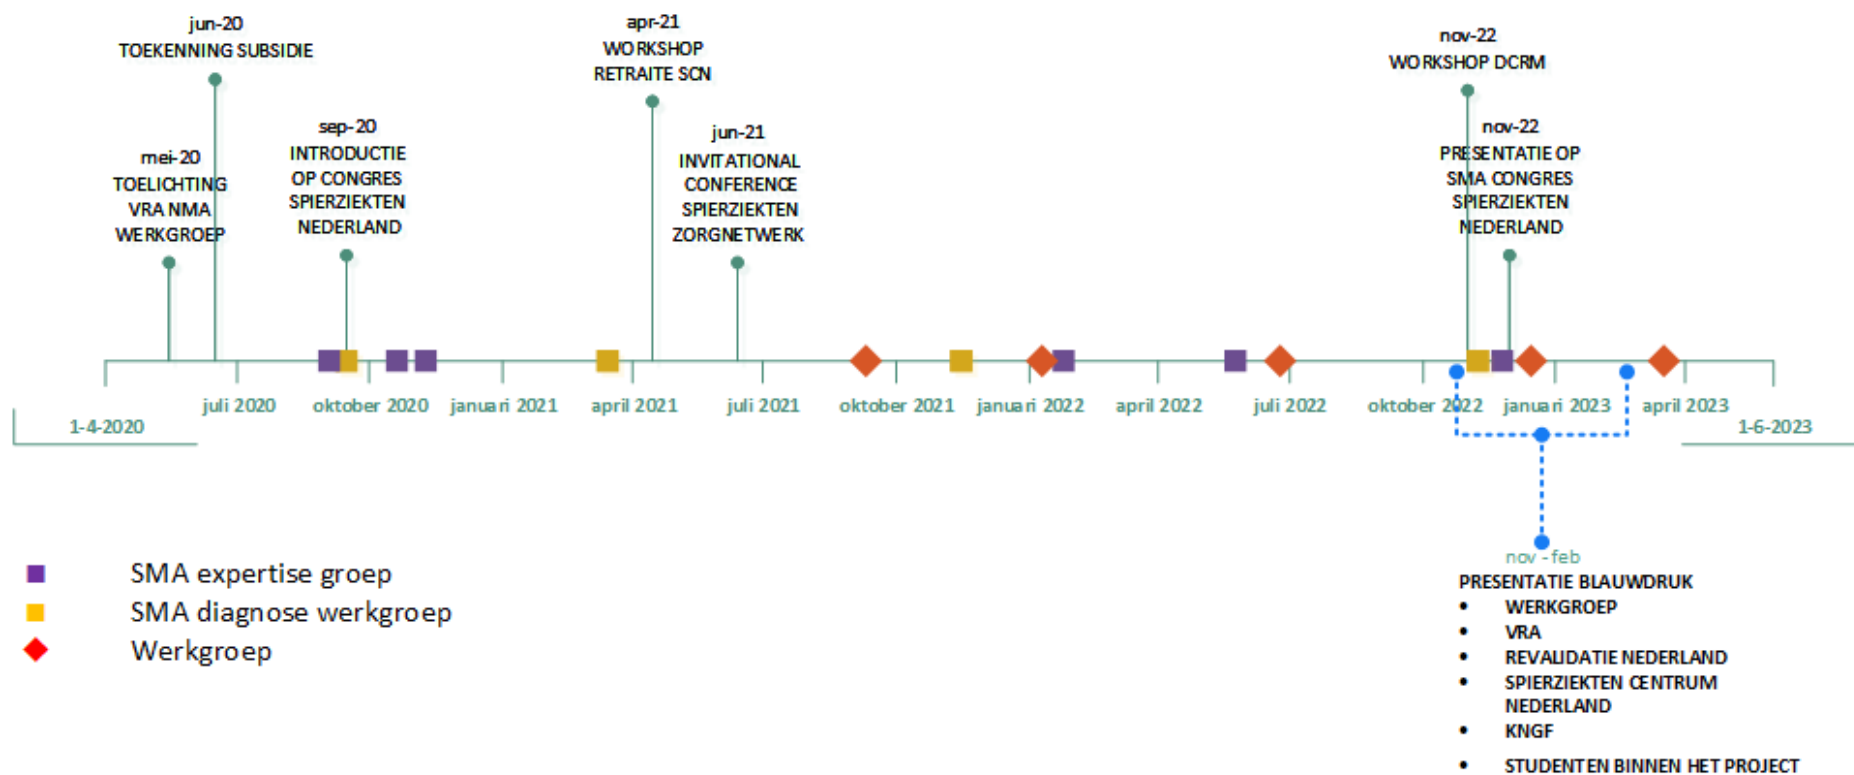 jun-20
TOEKENNING SUBSIDIE
mei-20
TOELICHTING
VRA NMA
WERKGROEP
sep-20
INTRODUCTIE
OP CONGRES
SPIERZIEKTEN
NEDERLAND
apr-21
WORKSHOP
RETRAITE SCN
jun-21
INVITATIONAL
CONFERENCE
SPIERZIEKTEN
ZORGNETWERK
nov-22
WORKSHOP DCRM
nov-22
PRESENTATIE OP
SMA CONGRES
SPIERZIEKTEN
NEDERLAND
juli 2020
oktober 2020
januari 2021
april 2021
juli 2021
oktober 2021
januari 2022
april 2022
juli 2022
oktober 2022
januari 2023
april 2023
1-4-2020
1-6-2023
SMA expertise groep
SMA diagnose werkgroep
Werkgroep
nov - feb
PRESENTATIE BLAUWDRUK
• WERKGROEP
• VRA
• REVALIDATIE NEDERLAND
• SPIERZIEKTEN CENTRUM
NEDERLAND
• KNGF
• STUDENTEN BINNEN HET PROJECT